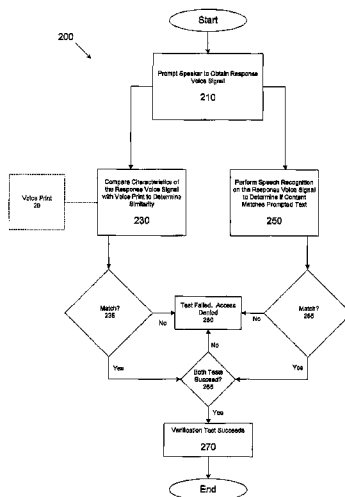 200
Start
Prompt Speaker to Obtain Response
Voice Signal
210
Voice Print
20
Compare Characteristics of
the Response Voice Signal
with Voice Print to Determine
Similarity
230
Perform Speech Recognition
on the Response Voice Signal
to Determine if Content
Matches Prompted Text
250
Match?
235
No
Yes
Test Failed. Access
Denied
260
Match?
255
No
Yes
No
Both Tests
Succeed?
265
Yes
Verification Test Succeeds
270
End